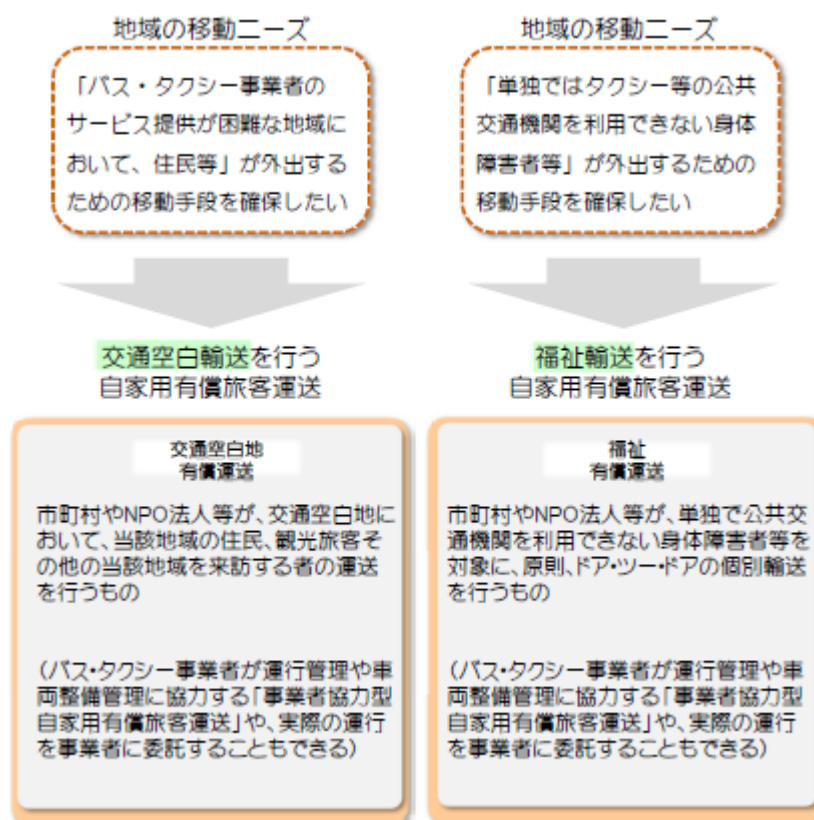 地域の移動ニーズ
「バス・タクシー事業者の
サービス提供が困難な地域に
おいて、住民等」が外出する
ための移動手段を確保したい
交通空白輸送を行う
自家用有償旅客運送
交通空白地
有償運送
市町村やNPO法人等が、交通空白地に
おいて、当該地域の住民、観光旅客そ
の他の当該地域を来訪する者の運送
を行うもの
(バス・タクシー事業者が運行管理や車
両整備管理に協力する「事業者協力型
自家用有償旅客運送」や、実際の運行
を事業者に委託することもできる)
地域の移動ニーズ
「単独ではタクシー等の公共
交通機関を利用できない身体
障害者等」が外出するための
移動手段を確保したい
福祉輸送を行う
自家用有償旅客運送
福祉
有償運送
市町村やNPO法人等が、単独で公共交
通機関を利用できない身体障害者等を
対象に、原則、ドア・ツー・ドアの個別輸送
を行うもの
(バス・タクシー事業者が運行管理や車
両整備管理に協力する「事業者協力型
自家用有償旅客運送」や、実際の運行
を事業者に委託することもできる)